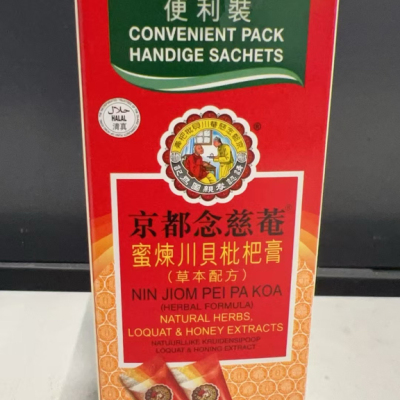 便利裝
CONVENIENT PACK
HANDIGE SACHETS
حلال
HALAL
清真
京都念慈菴®
蜜煉川貝枇杷膏
(草本配方)
NIN JIOM PEI PA KOA
(HERBAL FORMULA)
NATURAL HERBS,
LOQUAT & HONEY EXTRACTS
NATUURLIJKE KRUIDENSIROOP
LOQUAT & HONING EXTRACT